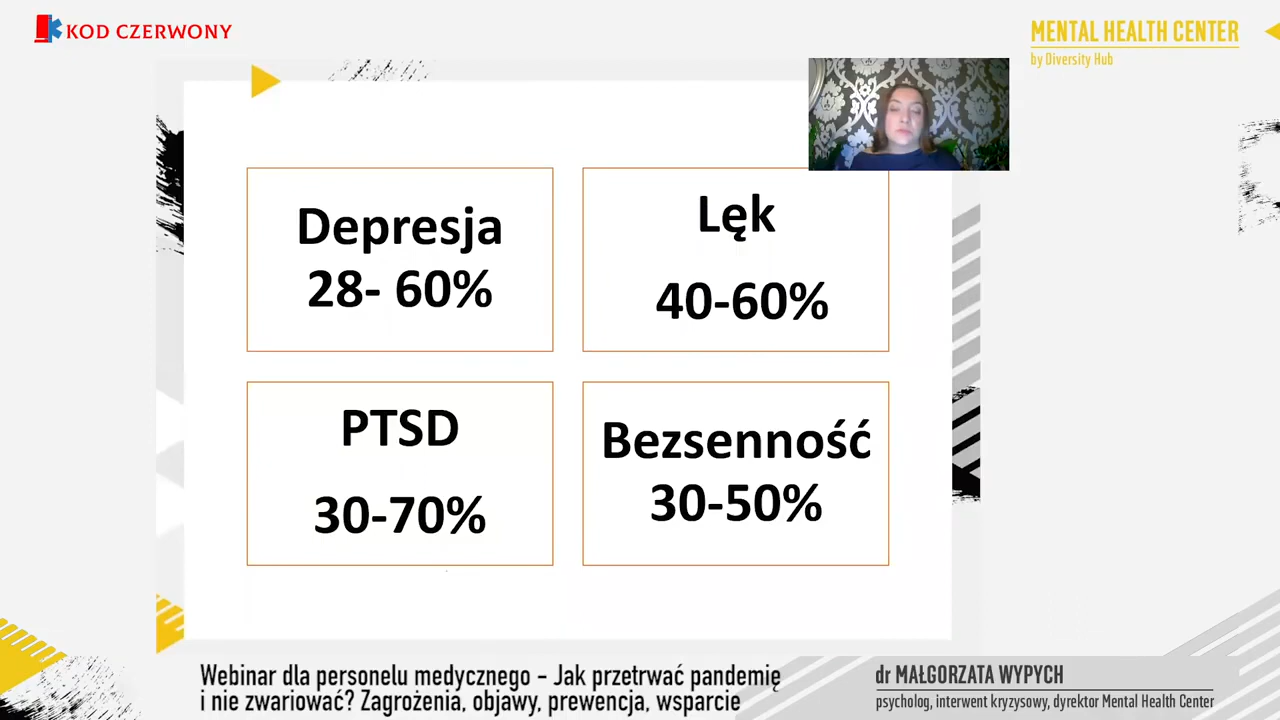 KOD CZERWONY
MENTAL HEALTH CENTER
by Diversity Hub
Depresja
28- 60%
Lęk
40-60%
PTSD
30-70%
Bezsenność
30-50%
Webinar dla personelu medycznego – Jak przetrwać pandemię
i nie zwariować? Zagrożenia, objawy, prewencja, wsparcie
dr MAŁGORZATA WYPYCH
psycholog, interwent kryzysowy, dyrektor Mental Health Center